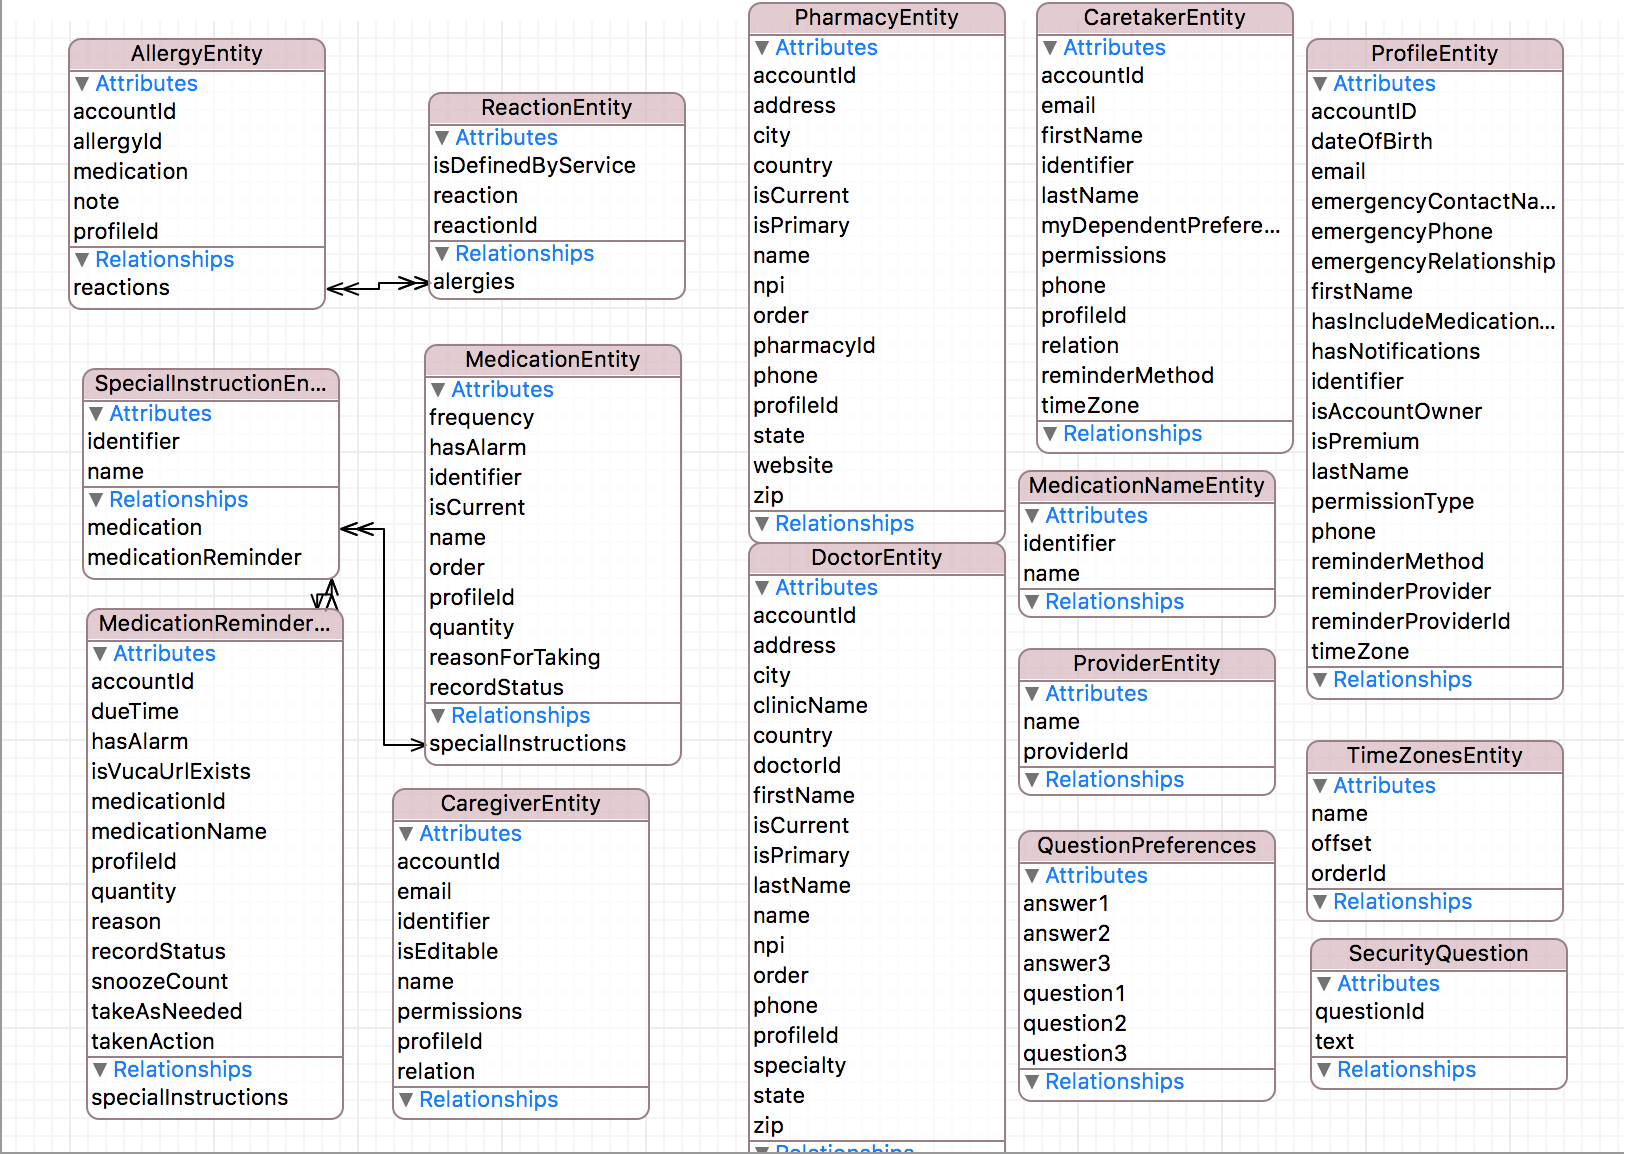 AllergyEntity
Attributes
accountId
allergyId
medication
note
profileId
Relationships
reactions
ReactionEntity
Attributes
isDefinedByService
reaction
reactionId
Relationships
alergies
SpecialInstructionEn...
Attributes
identifier
name
Relationships
medication
medicationReminder
MedicationEntity
Attributes
frequency
hasAlarm
identifier
isCurrent
name
order
profileId
quantity
reasonForTaking
recordStatus
Relationships
specialInstructions
MedicationReminder...
Attributes
accountId
dueTime
hasAlarm
isVucaUrlExists
medicationId
medicationName
profileId
quantity
reason
recordStatus
snoozeCount
takeAsNeeded
takenAction
Relationships
specialInstructions
CaregiverEntity
Attributes
accountId
email
identifier
isEditable
name
permissions
profileId
relation
Relationships
PharmacyEntity
Attributes
accountId
address
city
country
isCurrent
isPrimary
name
npi
order
pharmacyId
phone
profileId
state
website
zip
Relationships
DoctorEntity
Attributes
accountId
address
city
clinicName
country
doctorId
firstName
isCurrent
isPrimary
lastName
name
npi
order
phone
profileId
specialty
state
zip
Relationships
CaretakerEntity
Attributes
accountId
email
firstName
identifier
lastName
myDependentPrefere...
permissions
phone
profileId
relation
reminderMethod
timeZone
Relationships
MedicationNameEntity
Attributes
identifier
name
Relationships
ProviderEntity
Attributes
name
providerId
Relationships
QuestionPreferences
Attributes
answer1
answer2
answer3
question1
question2
question3
Relationships
ProfileEntity
Attributes
accountID
dateOfBirth
email
emergencyContactNa...
emergencyPhone
emergencyRelationship
firstName
hasIncludeMedication...
hasNotifications
identifier
isAccountOwner
isPremium
lastName
permissionType
phone
reminderMethod
reminderProvider
reminderProviderId
timeZone
Relationships
TimeZonesEntity
Attributes
name
offset
orderId
Relationships
SecurityQuestion
Attributes
questionId
text
Relationships